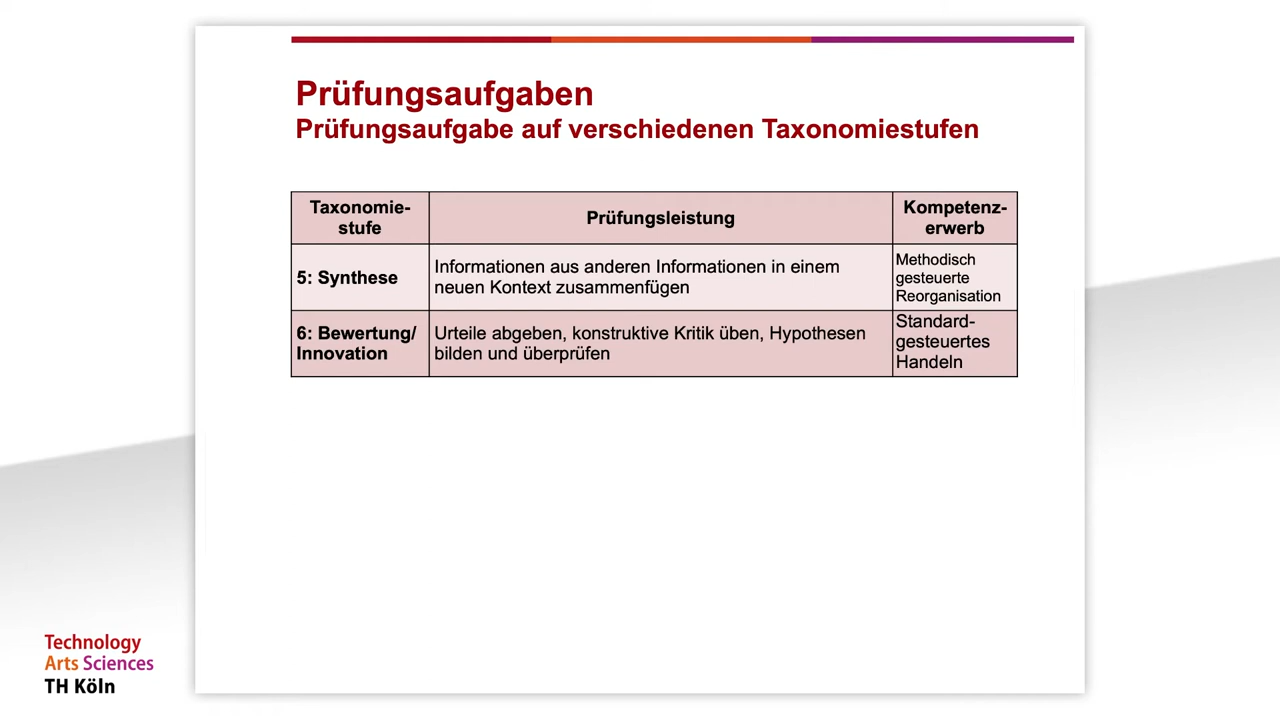 Prüfungsaufgaben
Prüfungsaufgabe auf verschiedenen Taxonomiestufen
Taxonomie-
stufe
Prüfungsleistung
Kompetenz-
erwerb
5: Synthese
Informationen aus anderen Informationen in einem
neuen Kontext zusammenfügen
Methodisch
gesteuerte
Reorganisation
6: Bewertung/
Innovation
Urteile abgeben, konstruktive Kritik üben, Hypothesen
bilden und überprüfen
Standard-
gesteuertes
Handeln
Technology
Arts Sciences
TH Köln